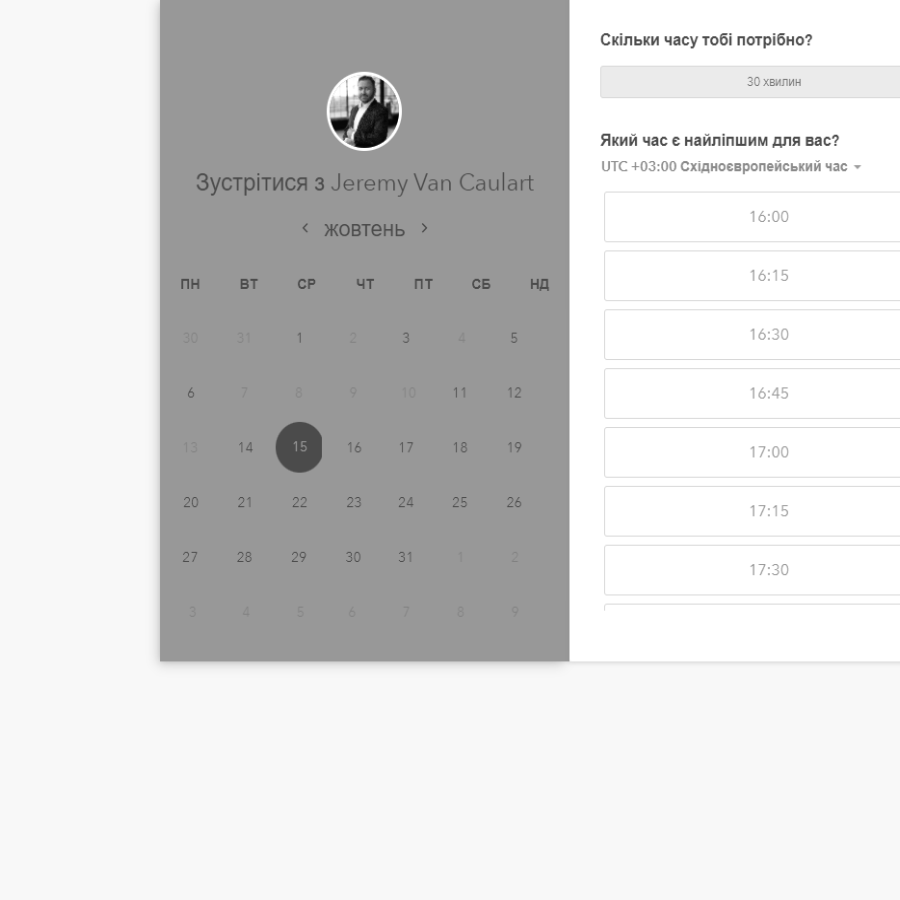 Зустрітися з Jeremy Van Caulart
жовтень
ПН ВТ СР ЧТ ПТ СБ НД
30 31 1 2 3 4 5
6 7 8 9 10 11 12
13 14 15 16 17 18 19
20 21 22 23 24 25 26
27 28 29 30 31 1 2
3 4 5 6 7 8 9
Скільки часу тобі потрібно?
30 хвилин
Який час є найліпшим для вас?
UTC +03:00 Східноєвропейський час
16:00
16:15
16:30
16:45
17:00
17:15
17:30